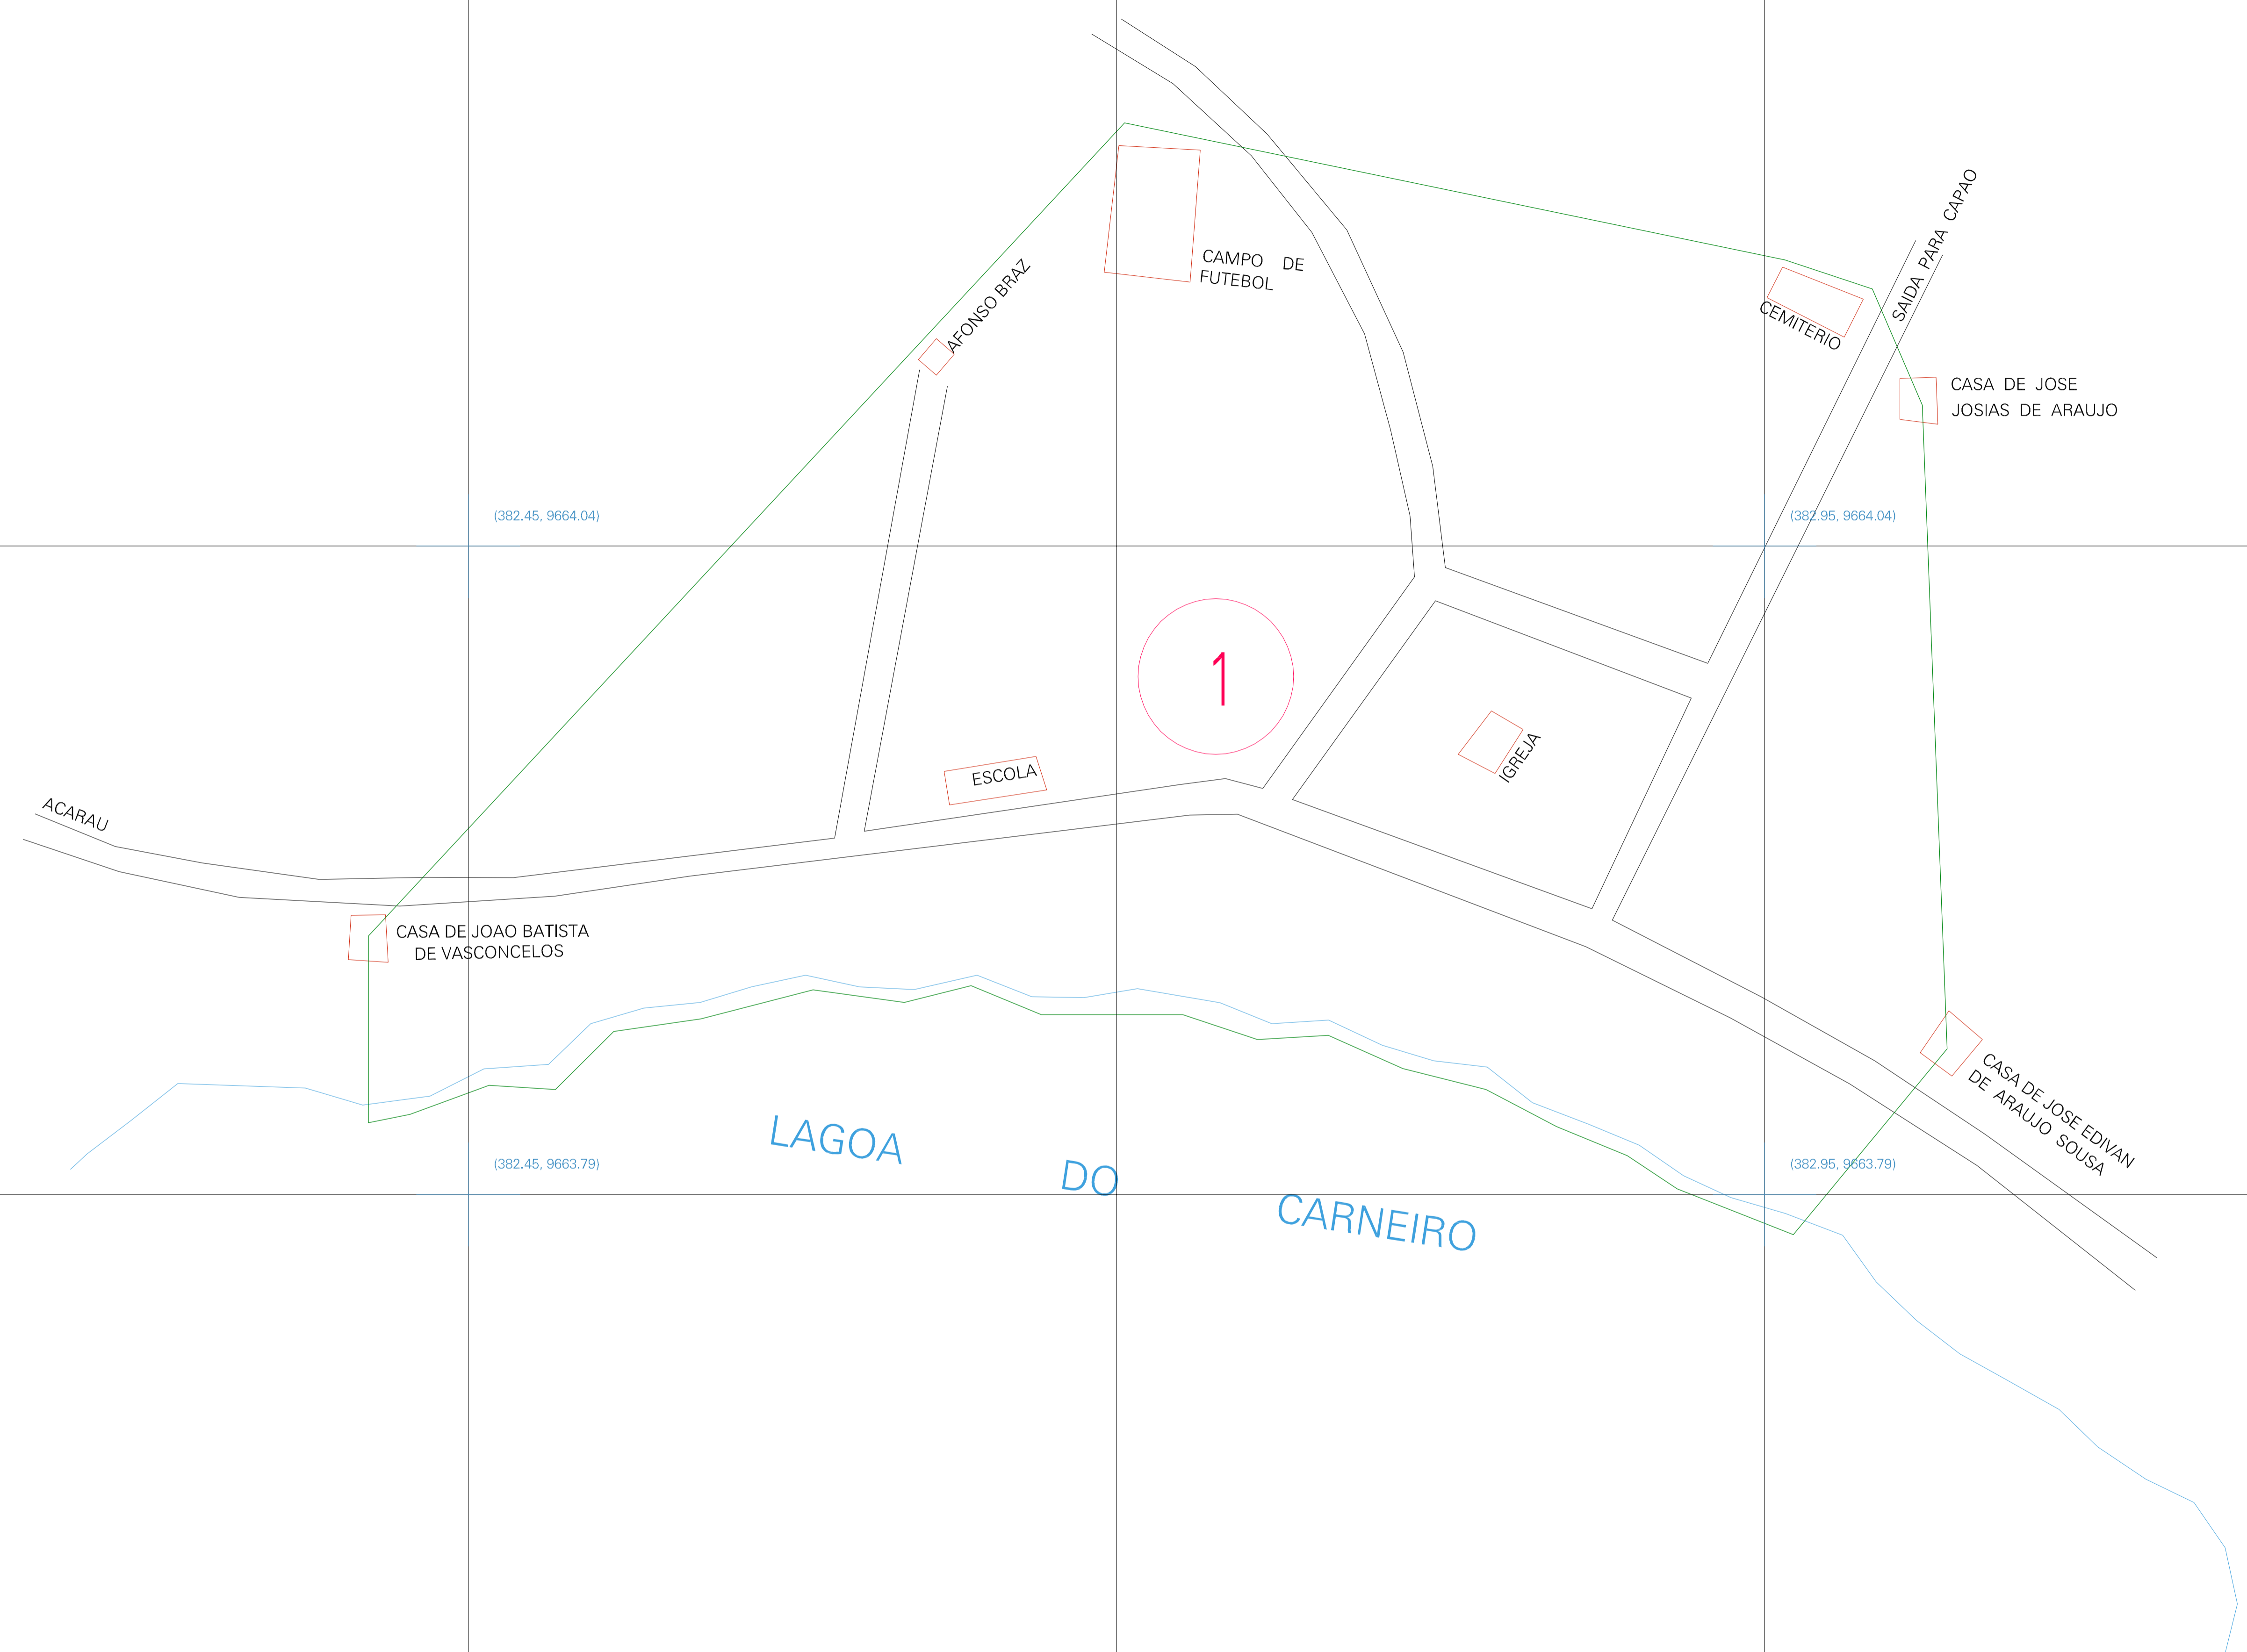 SAIDA PARA CAPAO
CAMPO DE
FUTEBOL
AFONSO BRAZ
CEMITERIO
CASA DE JOSE
JOSIAS DE ARAUJO
(382.45, 9664.04)
(382.95, 9664.04)
1
IGREJA
ESCOLA
ACARAU
CASA DE JOAO BATISTA
DE VASCONCELOS
CASA DE JOSE EDIVAN
DE ARAUJO SOUSA
LAGOA
DO
CARNEIRO
(382.45, 9663.79)
(382.95, 9663.79)